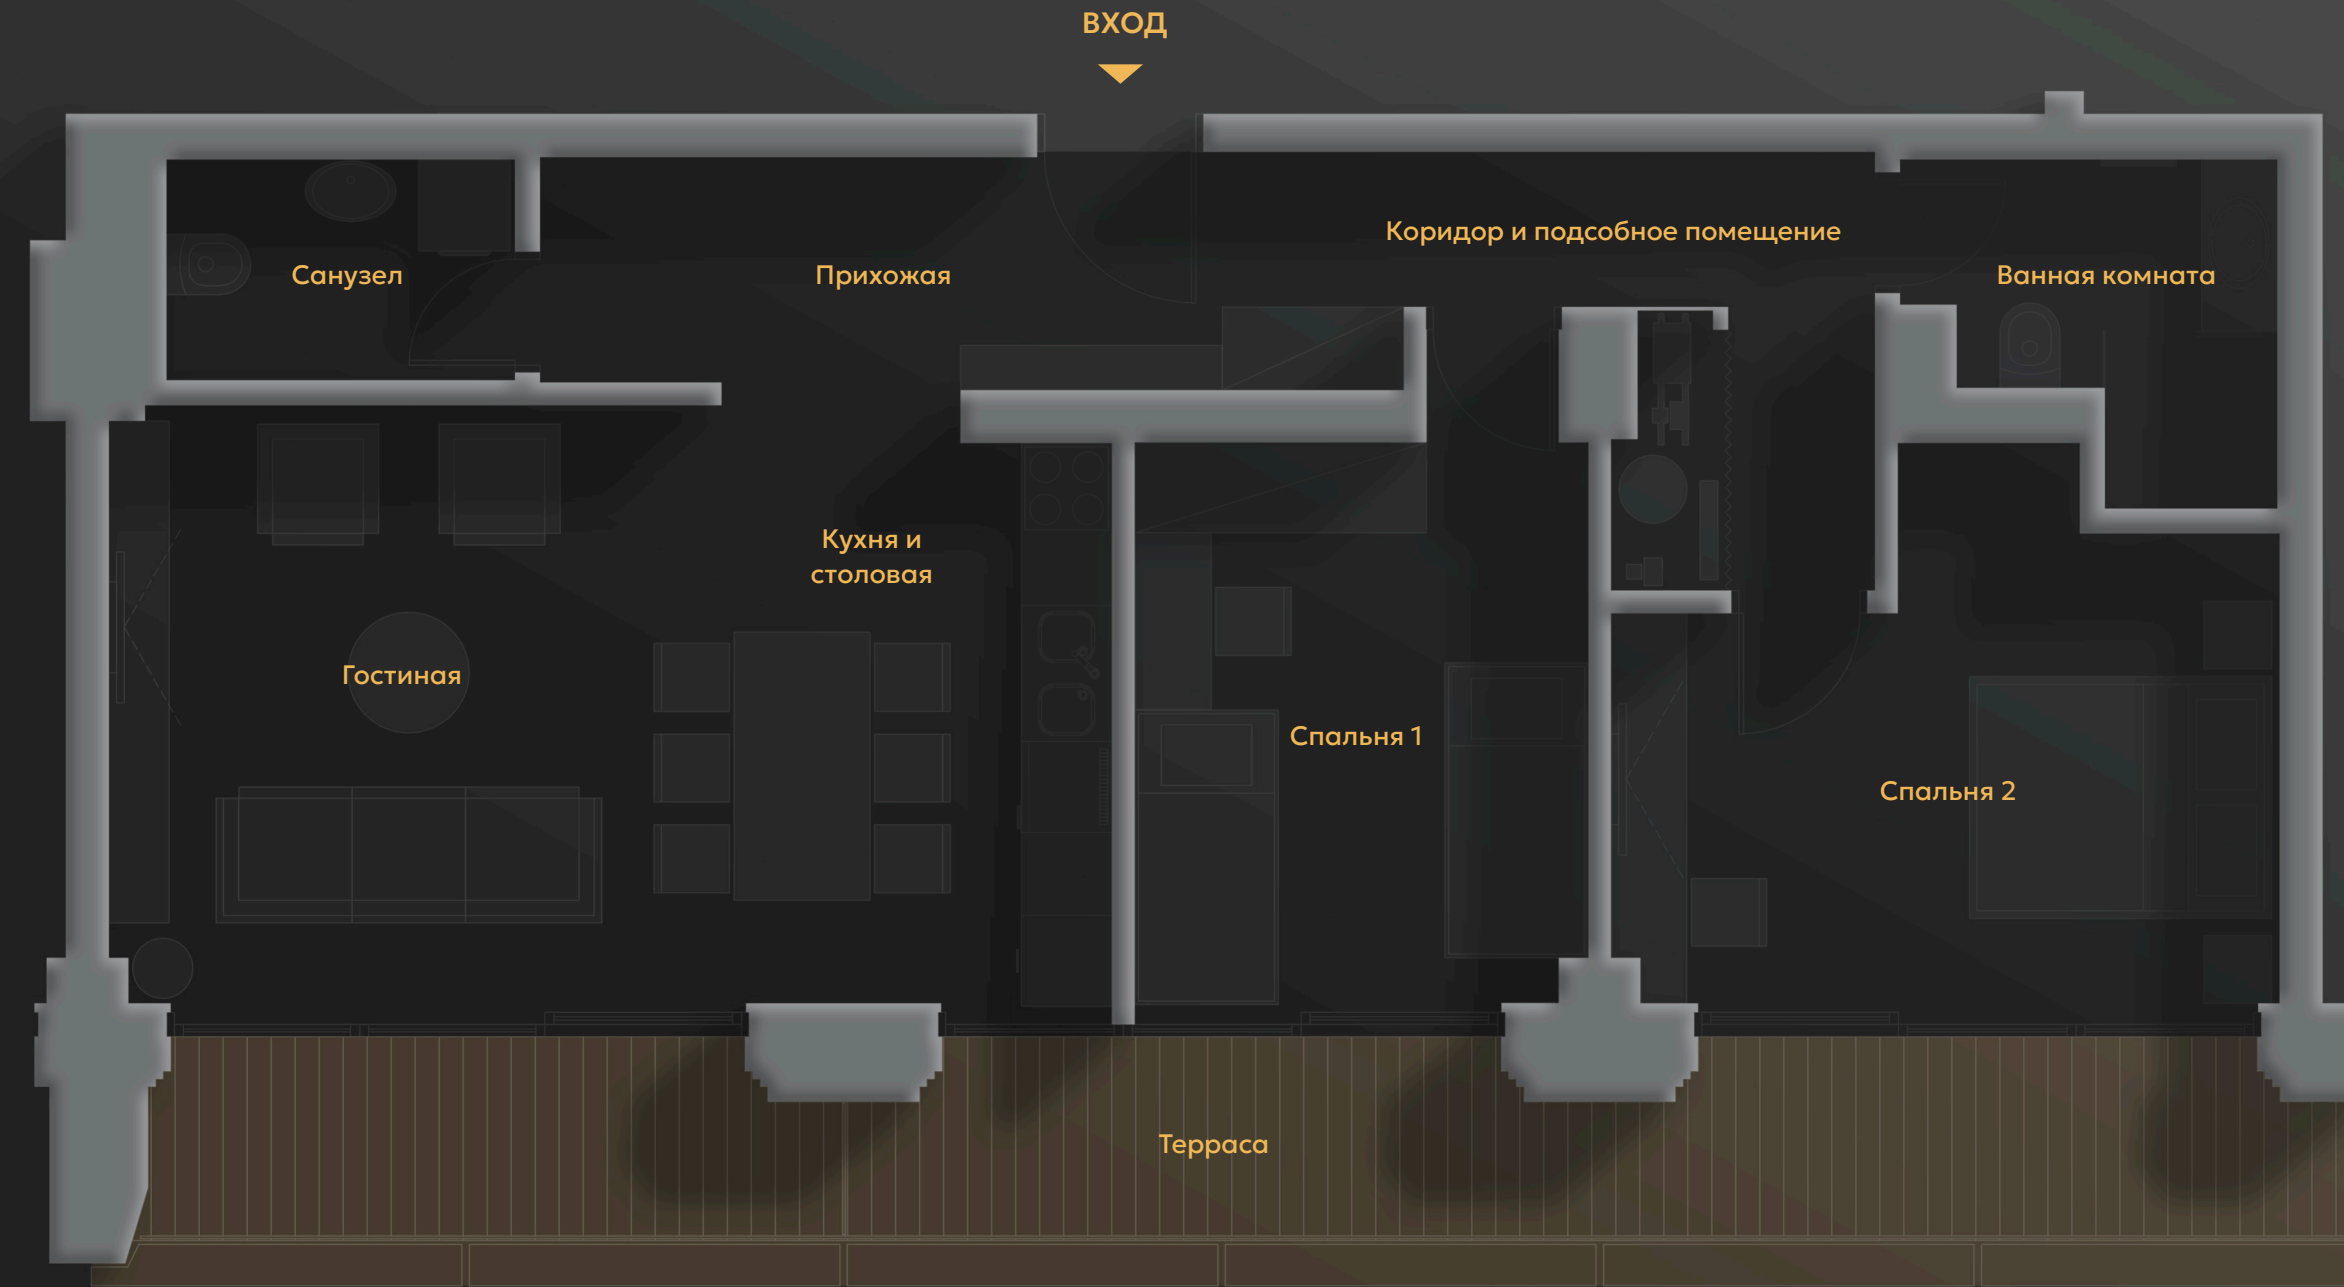 ВХОД
Коридор и подсобное помещение
Санузел
Прихожая
Ванная комната
Кухня и
столовая
Гостиная
Спальня 1
Спальня 2
Терраса